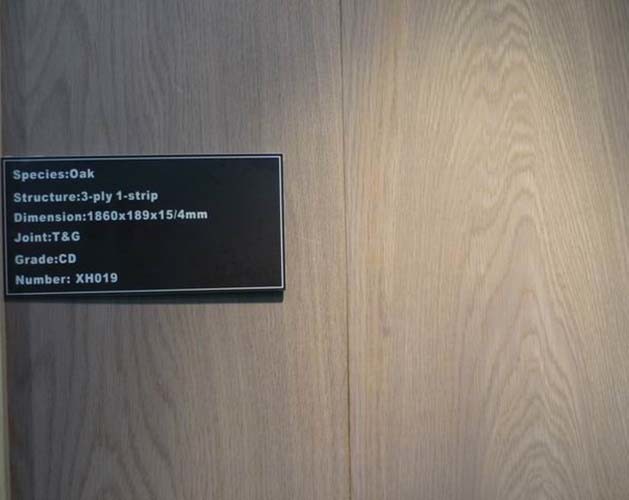 Species:Oak
Structure:3-ply 1-strip
Dimension:1860x189x15/4mm
Joint:T&G
Grade:CD
Number: XH019